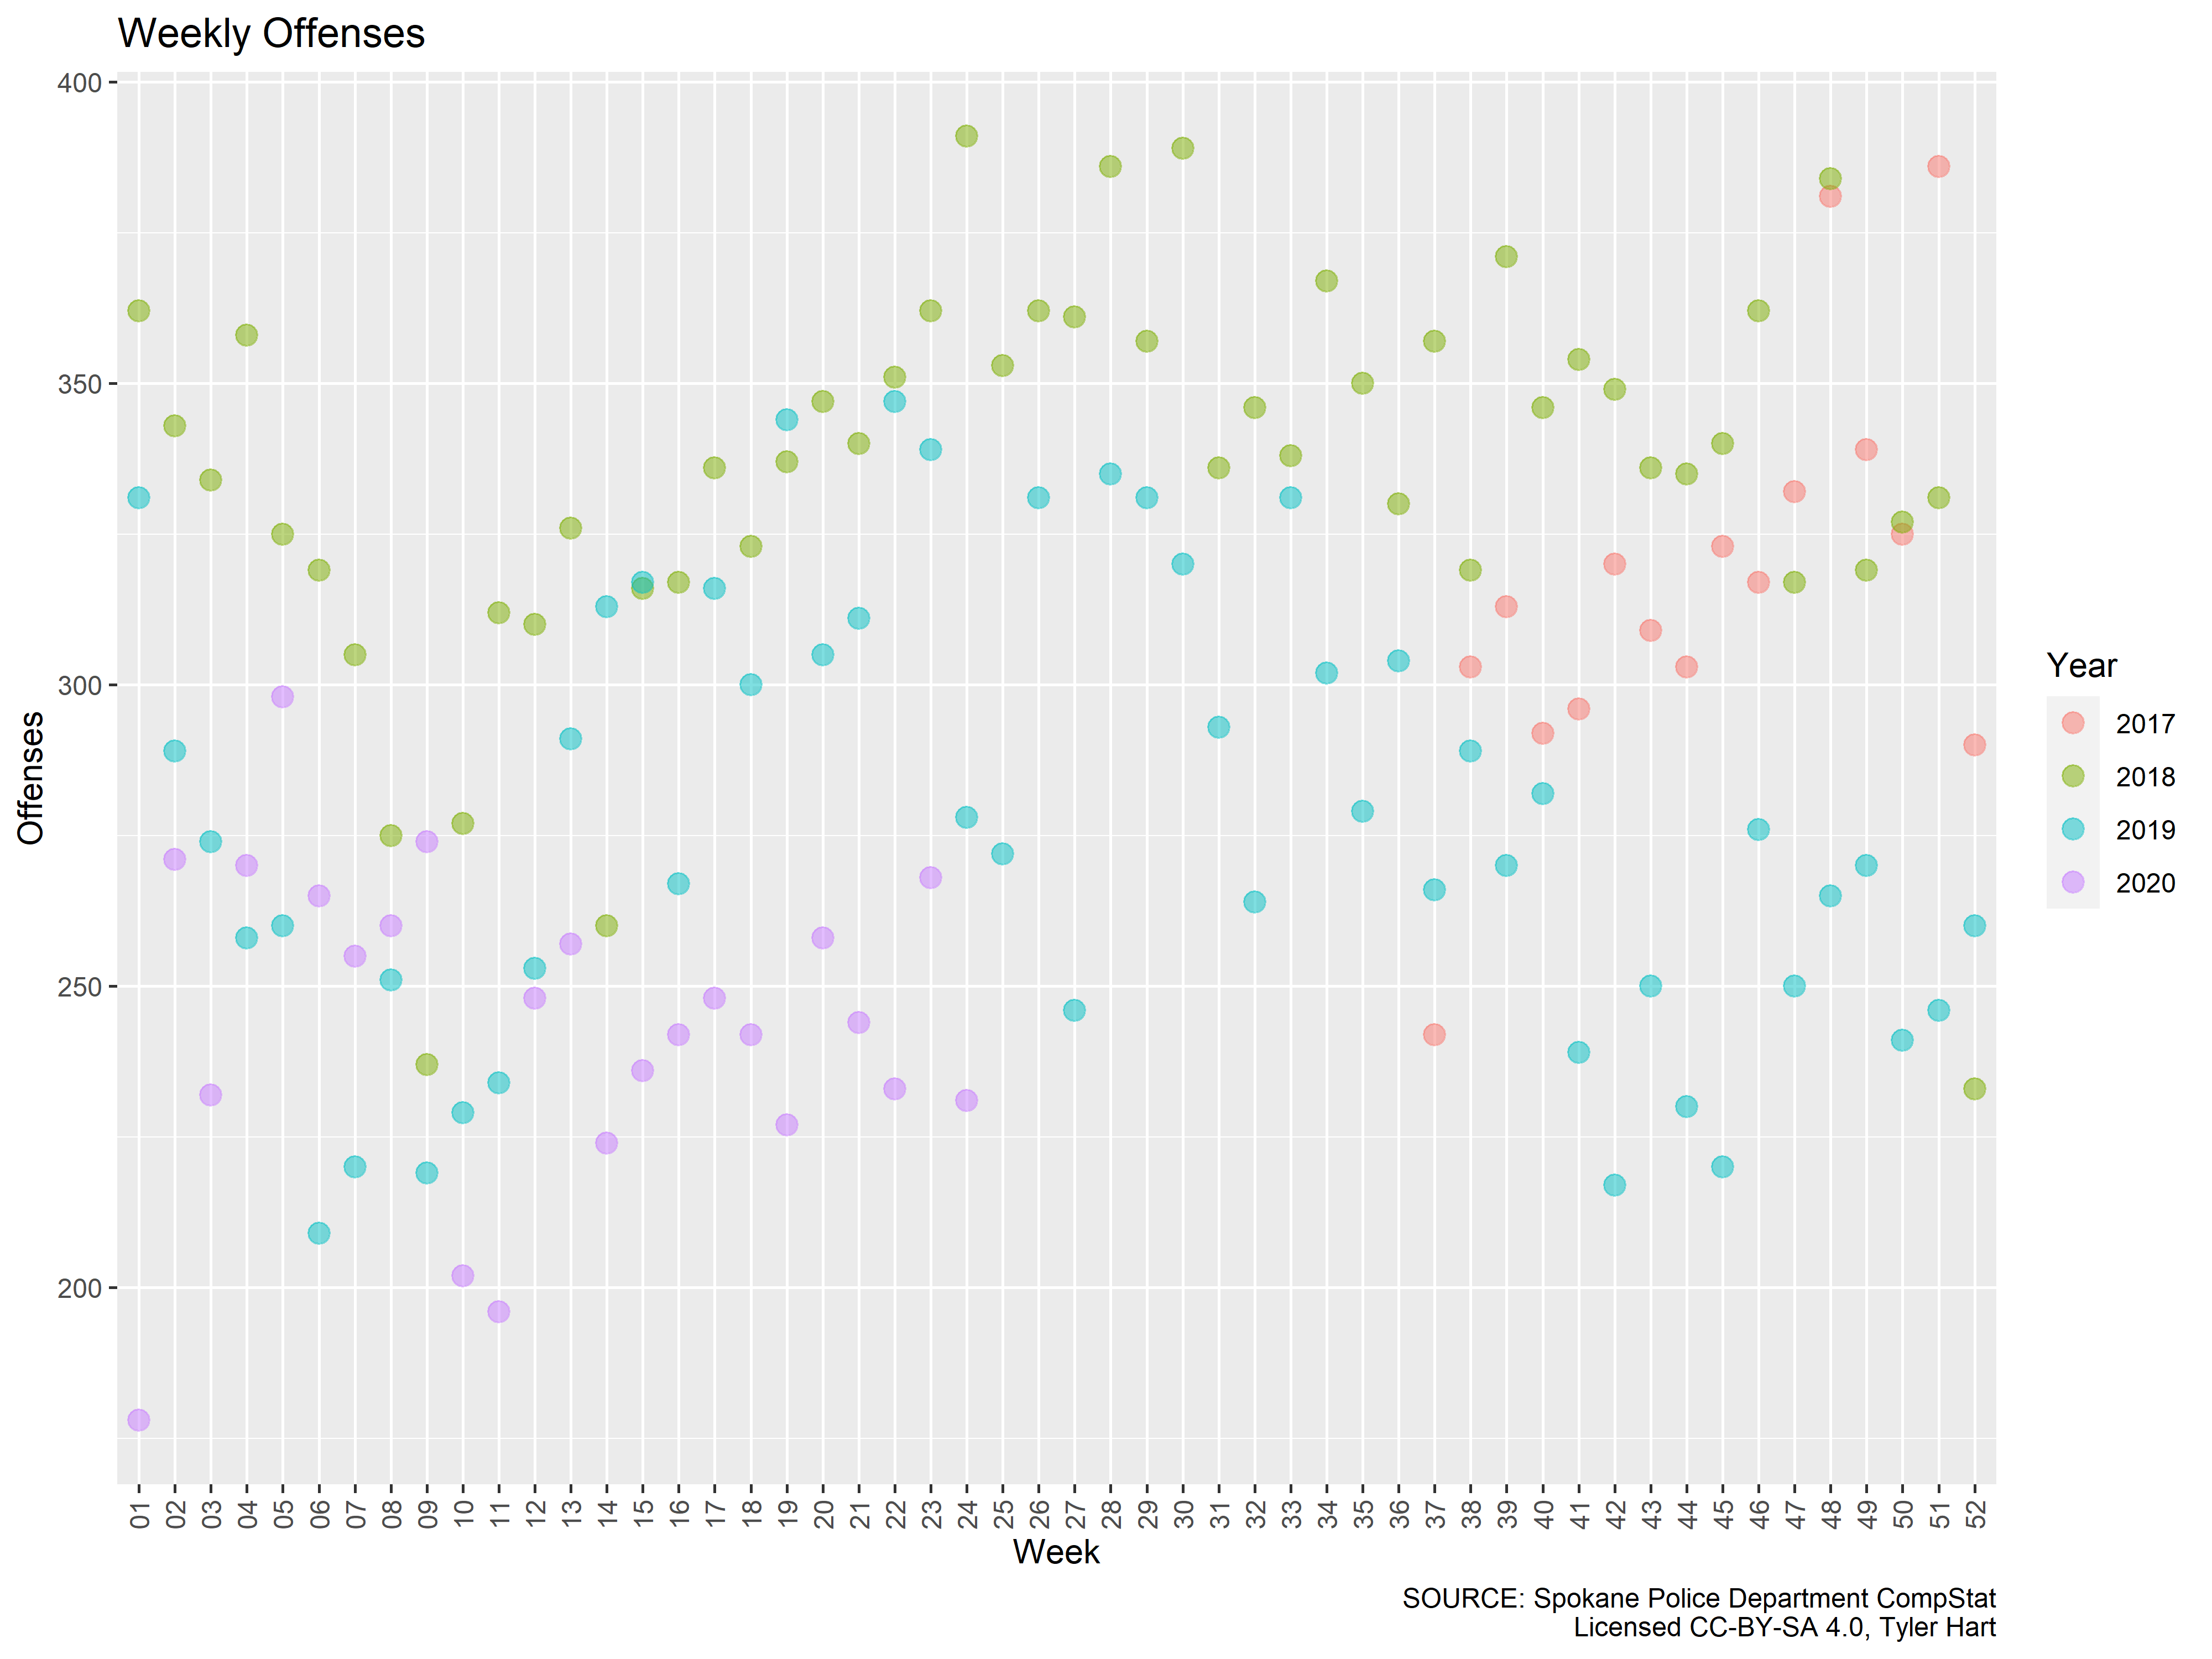 Weekly Offenses
400
350
300
250
200
Offenses
01 02 03 04 05 06 07 08 09 10 11 12 13 14 15 16 17 18 19 20 21 22 23 24 25 26 27 28 29 30 31 32 33 34 35 36 37 38 39 40 41 42 43 44 45 46 47 48 49 50 51 52
Week
Year
2017
2018
2019
2020
SOURCE: Spokane Police Department CompStat
Licensed CC-BY-SA 4.0, Tyler Hart